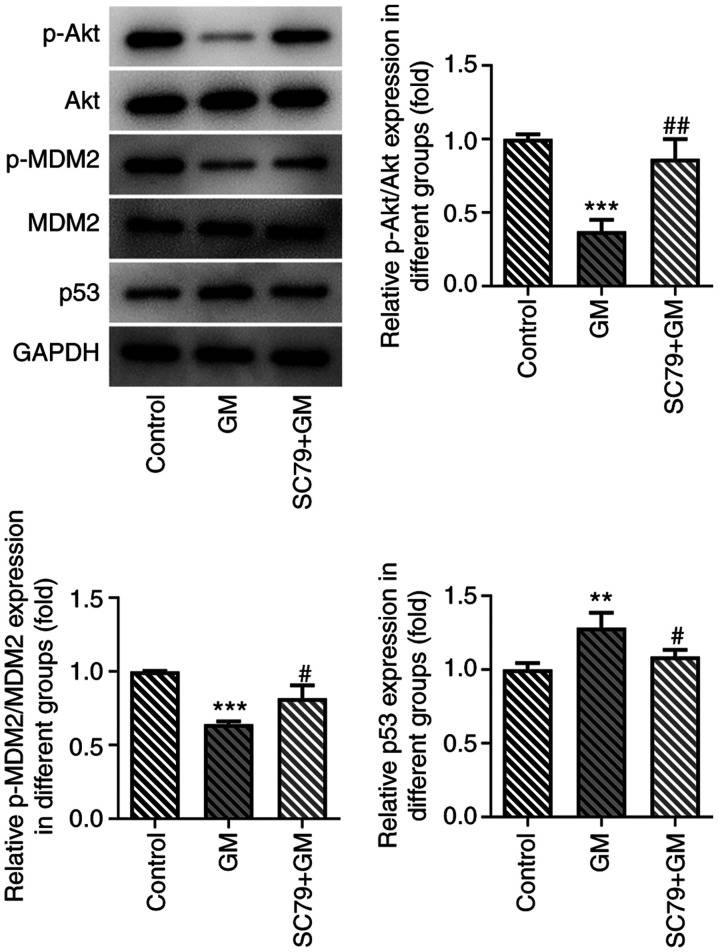 p-Akt
Akt
p-MDM2
MDM2
p53
GAPDH
Control
GM
SC79+GM
Relative p-Akt/Akt expression in
different groups (fold)
1.5
1.0
0.5
0.0
***
##
Control
GM
SC79+GM
Relative p-MDM2/MDM2 expression
in different groups (fold)
1.5
1.0
0.5
0.0
***
#
Control
GM
SC79+GM
Relative p53 expression in
different groups (fold)
1.5
1.0
0.5
0.0
**
#
Control
GM
SC79+GM